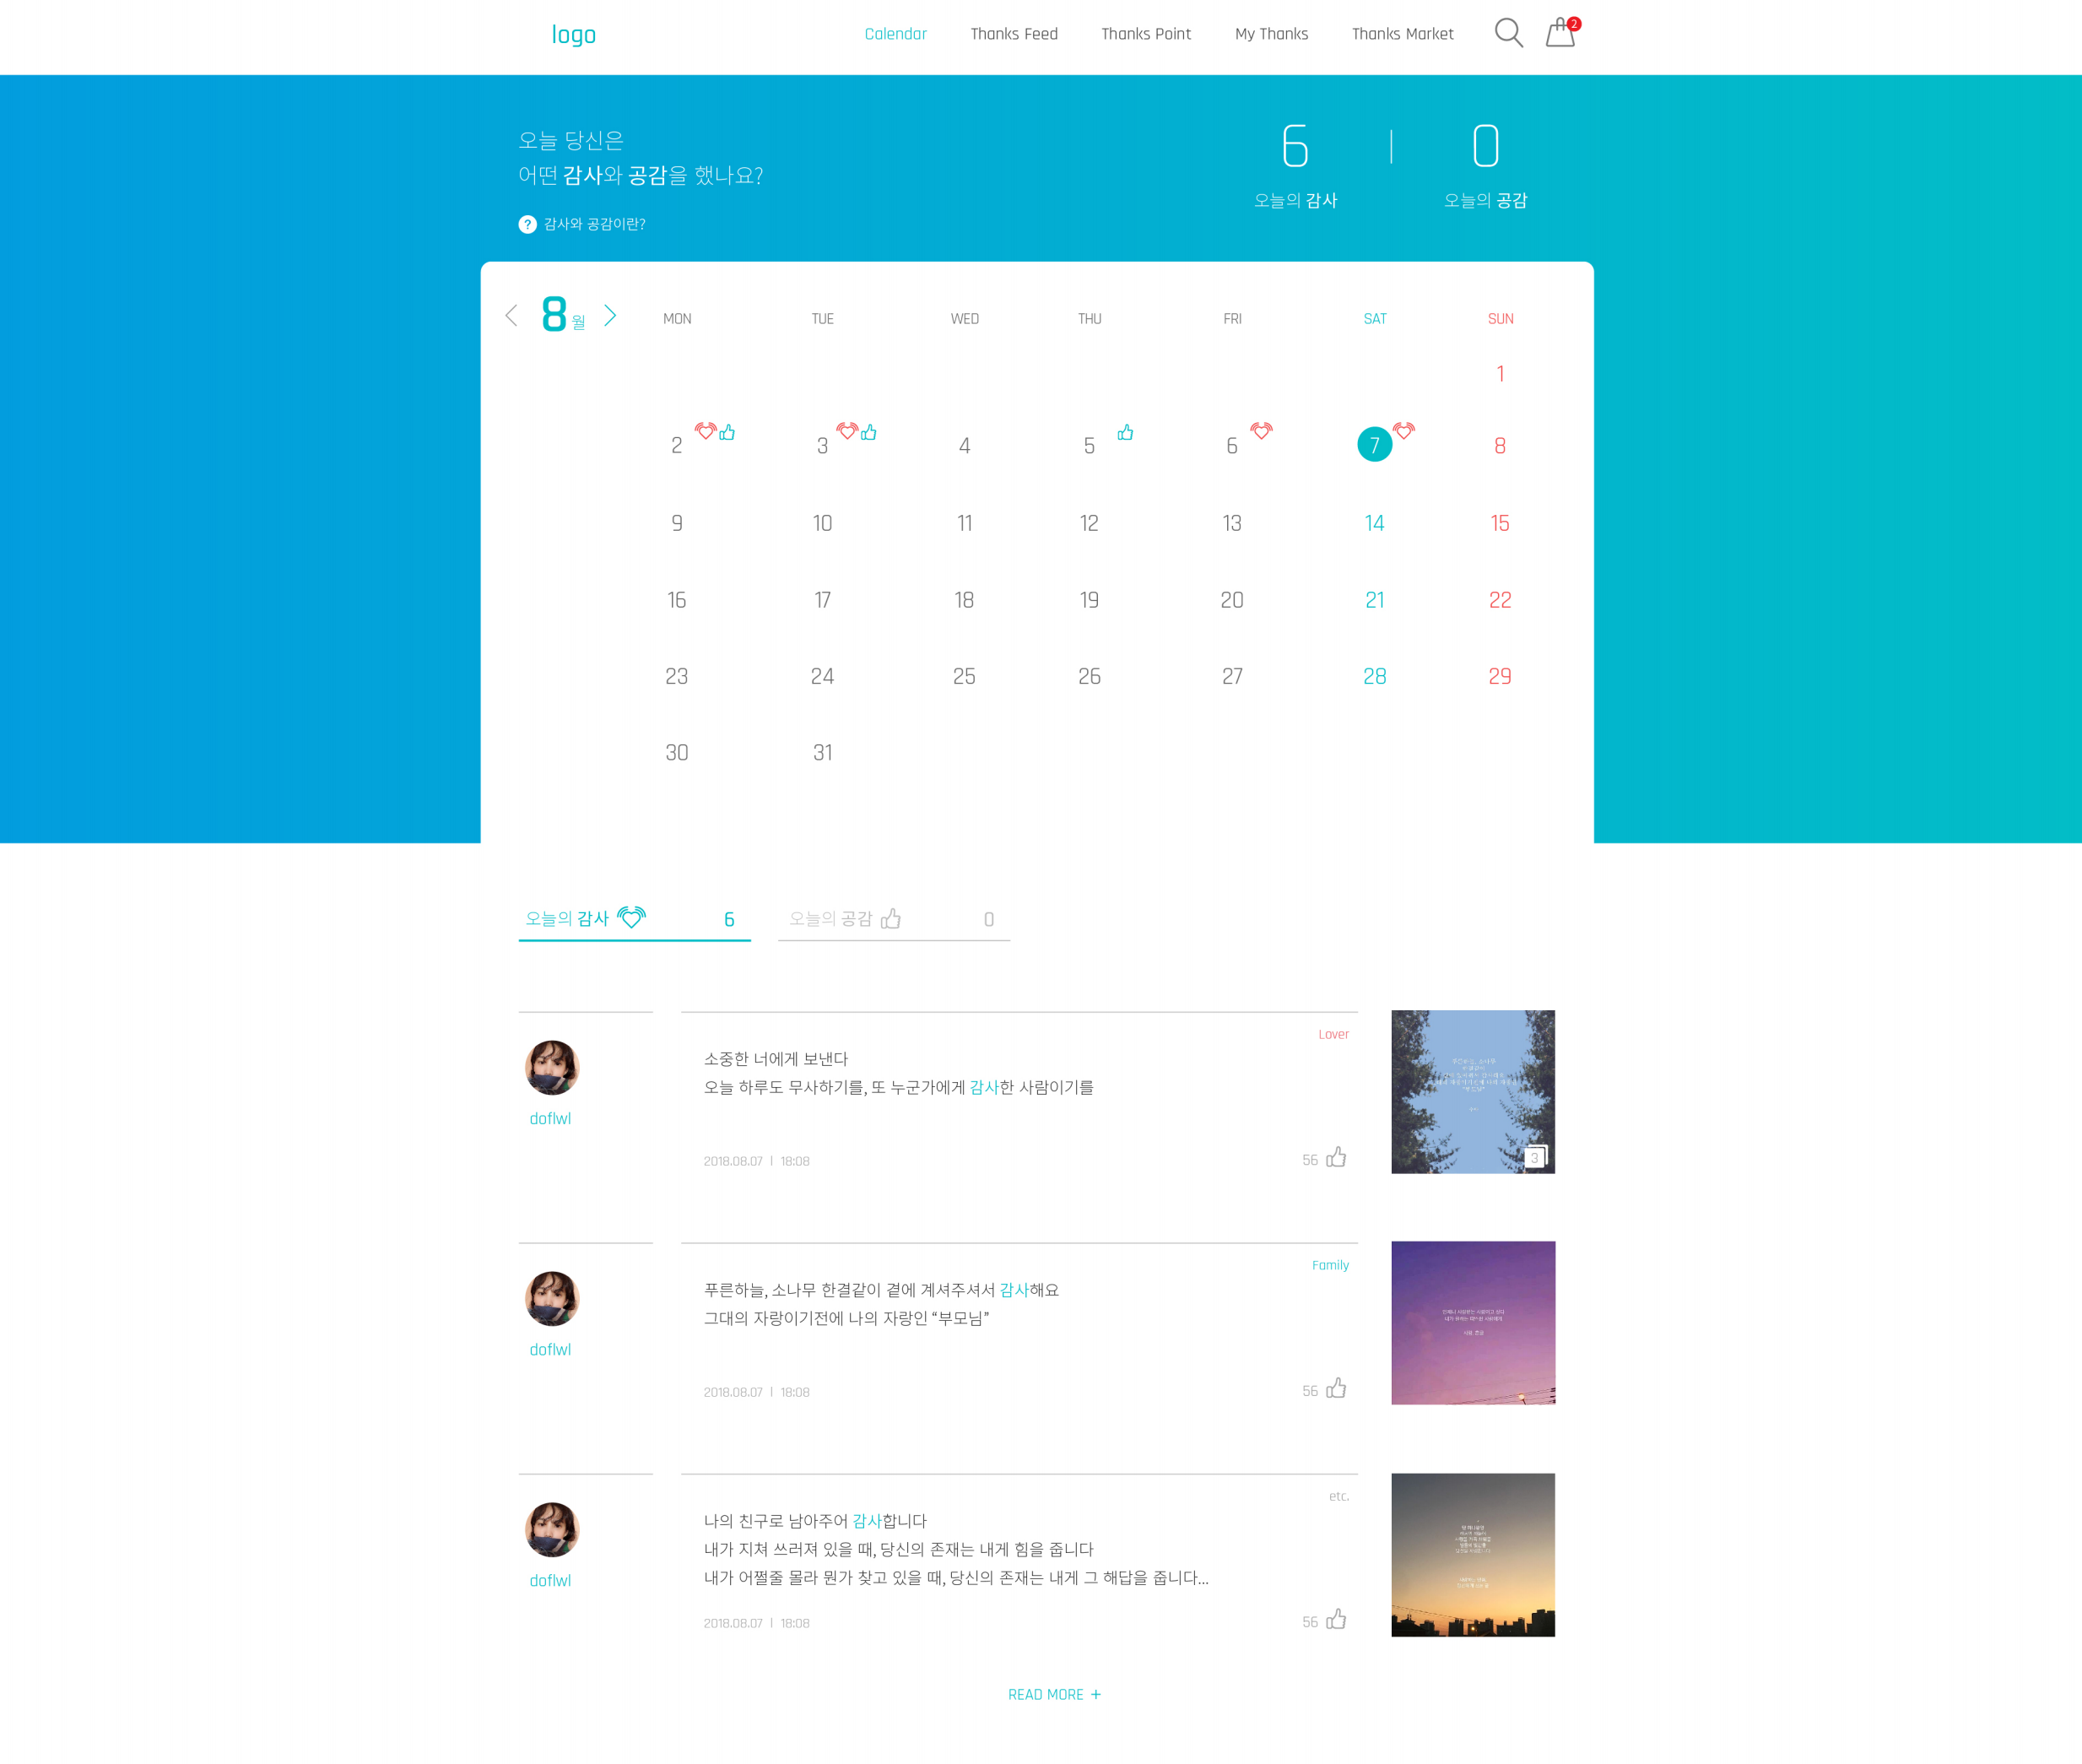 logo
Calendar
Thanks Feed
Thanks Point
My Thanks
Thanks Market
2
오늘 당신은
어떤 감사와 공감을 했나요?
? 감사와 공감이란?
6
0
오늘의 감사
오늘의 공감
8월
MON TUE WED THU FRI SAT SUN
1
2 3 4 5 6 7 8
9 10 11 12 13 14 15
16 17 18 19 20 21 22
23 24 25 26 27 28 29
30 31
오늘의 감사 6
오늘의 공감 0
Lover
소중한 너에게 보낸다
오늘 하루도 무사하기를, 또 누군가에게 감사한 사람이기를
doflwl
2018.08.07 | 18:08
56
3
Family
푸른하늘, 소나무 한결같이 곁에 계셔주셔서 감사해요
그대의 자랑이기전에 나의 자랑인 “부모님”
doflwl
2018.08.07 | 18:08
56
etc.
나의 친구로 남아주어 감사합니다
내가 지쳐 쓰러져 있을 때, 당신의 존재는 내게 힘을 줍니다
내가 어쩔줄 몰라 뭔가 찾고 있을 때, 당신의 존재는 내게 그 해답을 줍니다...
doflwl
2018.08.07 | 18:08
56
READ MORE +